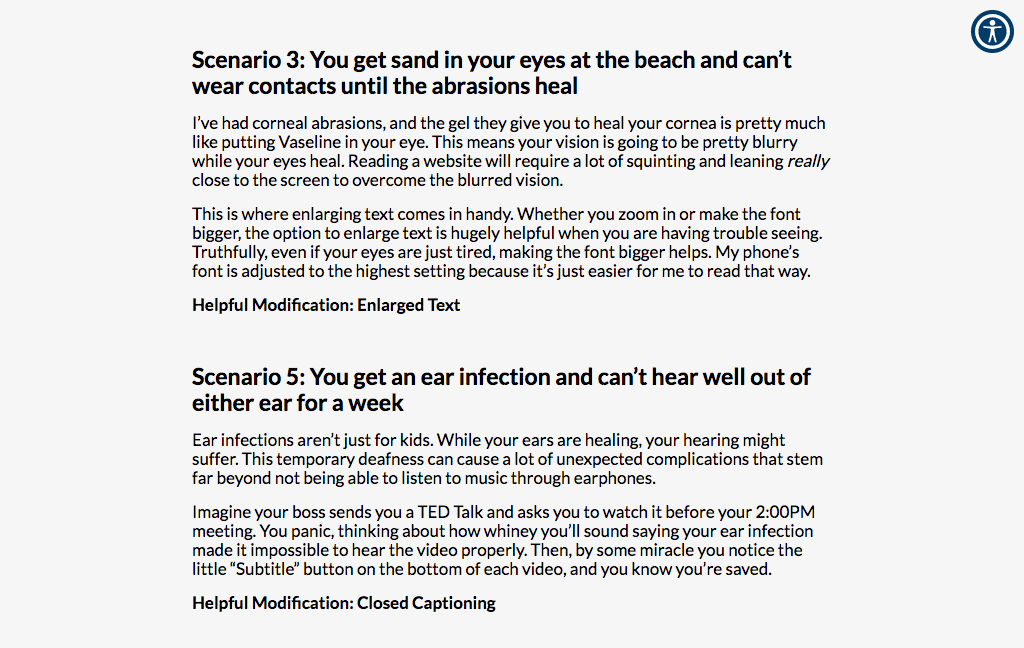 Scenario 3: You get sand in your eyes at the beach and can’t
wear contacts until the abrasions heal
I’ve had corneal abrasions, and the gel they give you to heal your cornea is pretty much
like putting Vaseline in your eye. This means your vision is going to be pretty blurry
while your eyes heal. Reading a website will require a lot of squinting and leaning really
close to the screen to overcome the blurred vision.
This is where enlarging text comes in handy. Whether you zoom in or make the font
bigger, the option to enlarge text is hugely helpful when you are having trouble seeing.
Truthfully, even if your eyes are just tired, making the font bigger helps. My phone’s
font is adjusted to the highest setting because it’s just easier for me to read that way.
Helpful Modification: Enlarged Text
Scenario 5: You get an ear infection and can’t hear well out of
either ear for a week
Ear infections aren’t just for kids. While your ears are healing, your hearing might
suffer. This temporary deafness can cause a lot of unexpected complications that stem
far beyond not being able to listen to music through earphones.
Imagine your boss sends you a TED Talk and asks you to watch it before your 2:00PM
meeting. You panic, thinking about how whiney you’ll sound saying your ear infection
made it impossible to hear the video properly. Then, by some miracle you notice the
little “Subtitle” button on the bottom of each video, and you know you’re saved.
Helpful Modification: Closed Captioning